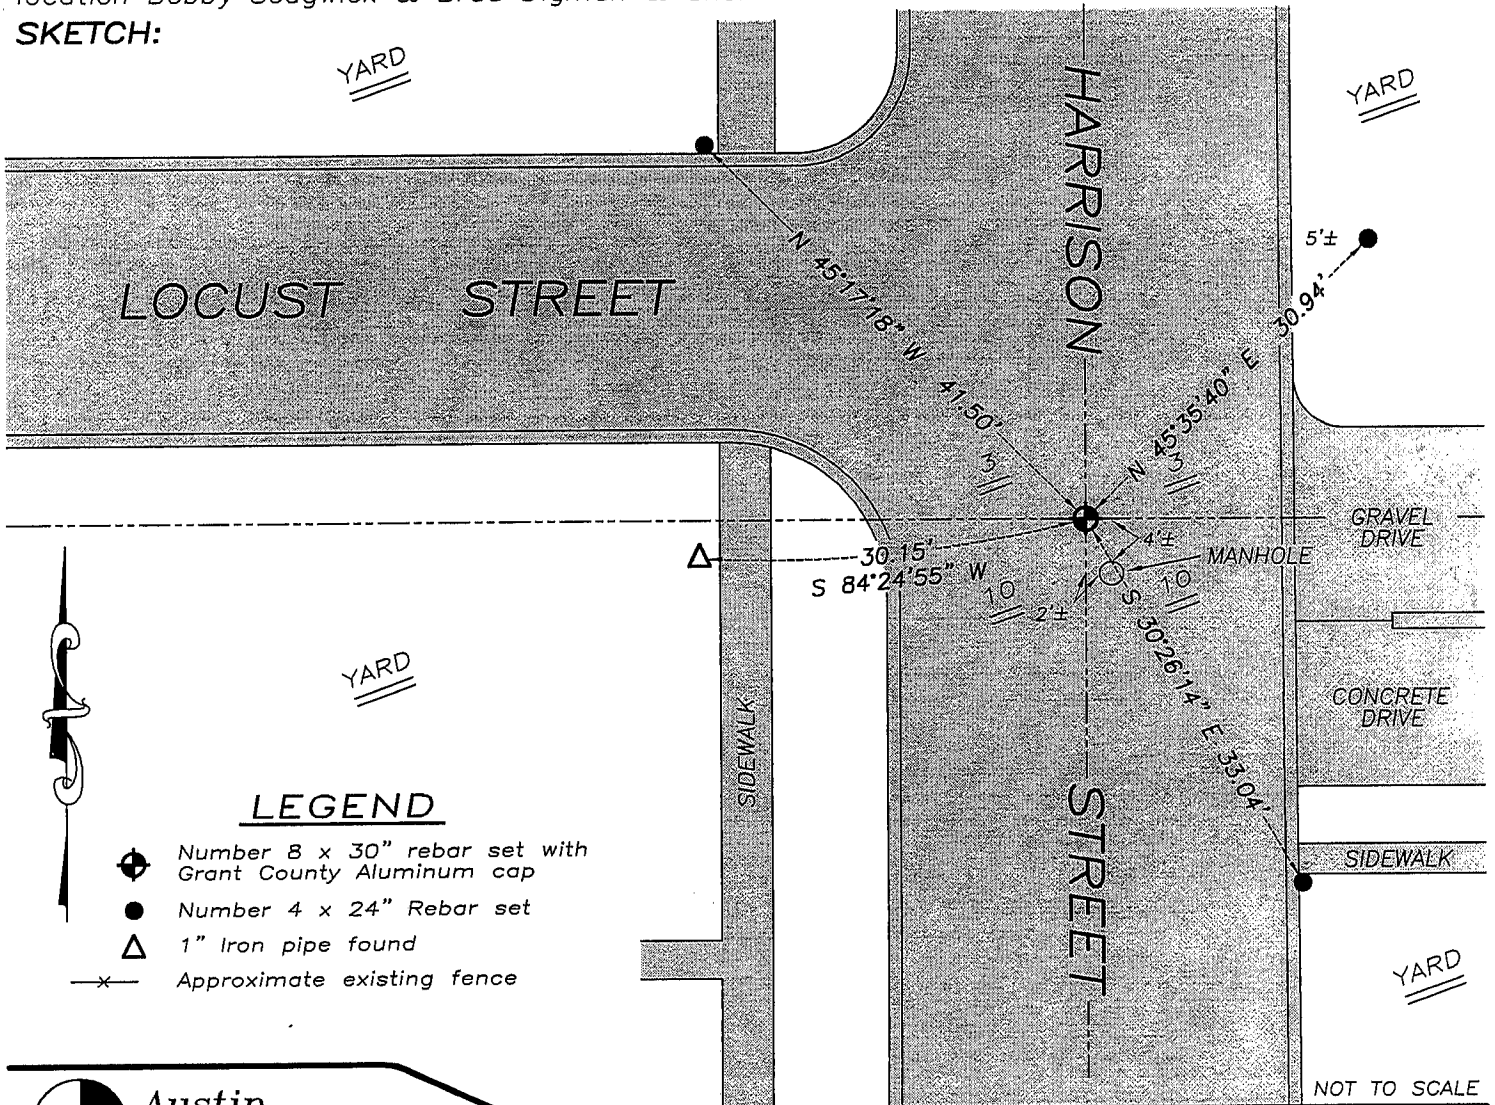 SKETCH:
YARD
YARD
HARRISON
5'±
N 45°17'18" W 41.50'
N 45°35'40" E 30.94'
LOCUST STREET
3
3
GRAVEL
DRIVE
4'±
MANHOLE
30.15'
S 84°24'55" W
10
10
2'±
S 30°26'14" E 33.04'
YARD
CONCRETE
DRIVE
SIDEWALK
STREET
LEGEND
Number 8 x 30" rebar set with
Grant County Aluminum cap
Number 4 x 24" Rebar set
1" Iron pipe found
Approximate existing fence
SIDEWALK
YARD
NOT TO SCALE
Austin